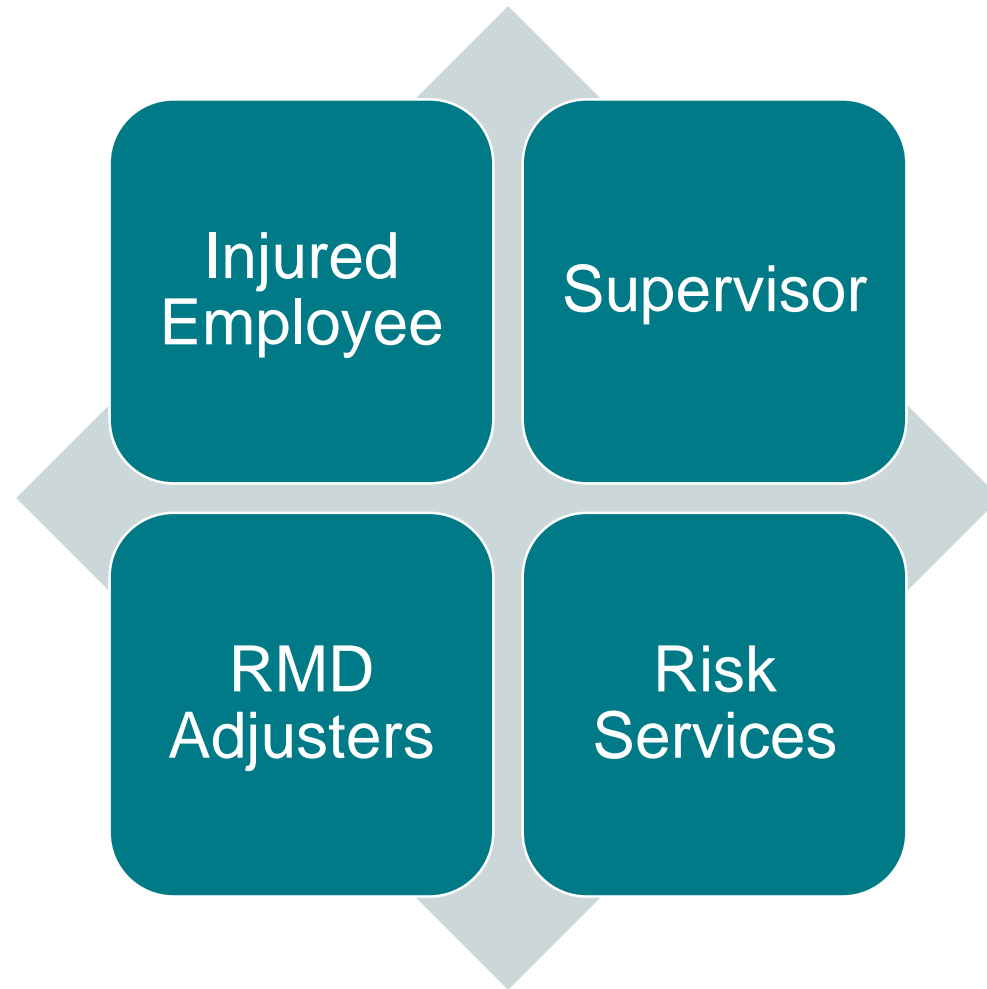 Injured
Employee
Supervisor
RMD
Adjusters
Risk
Services